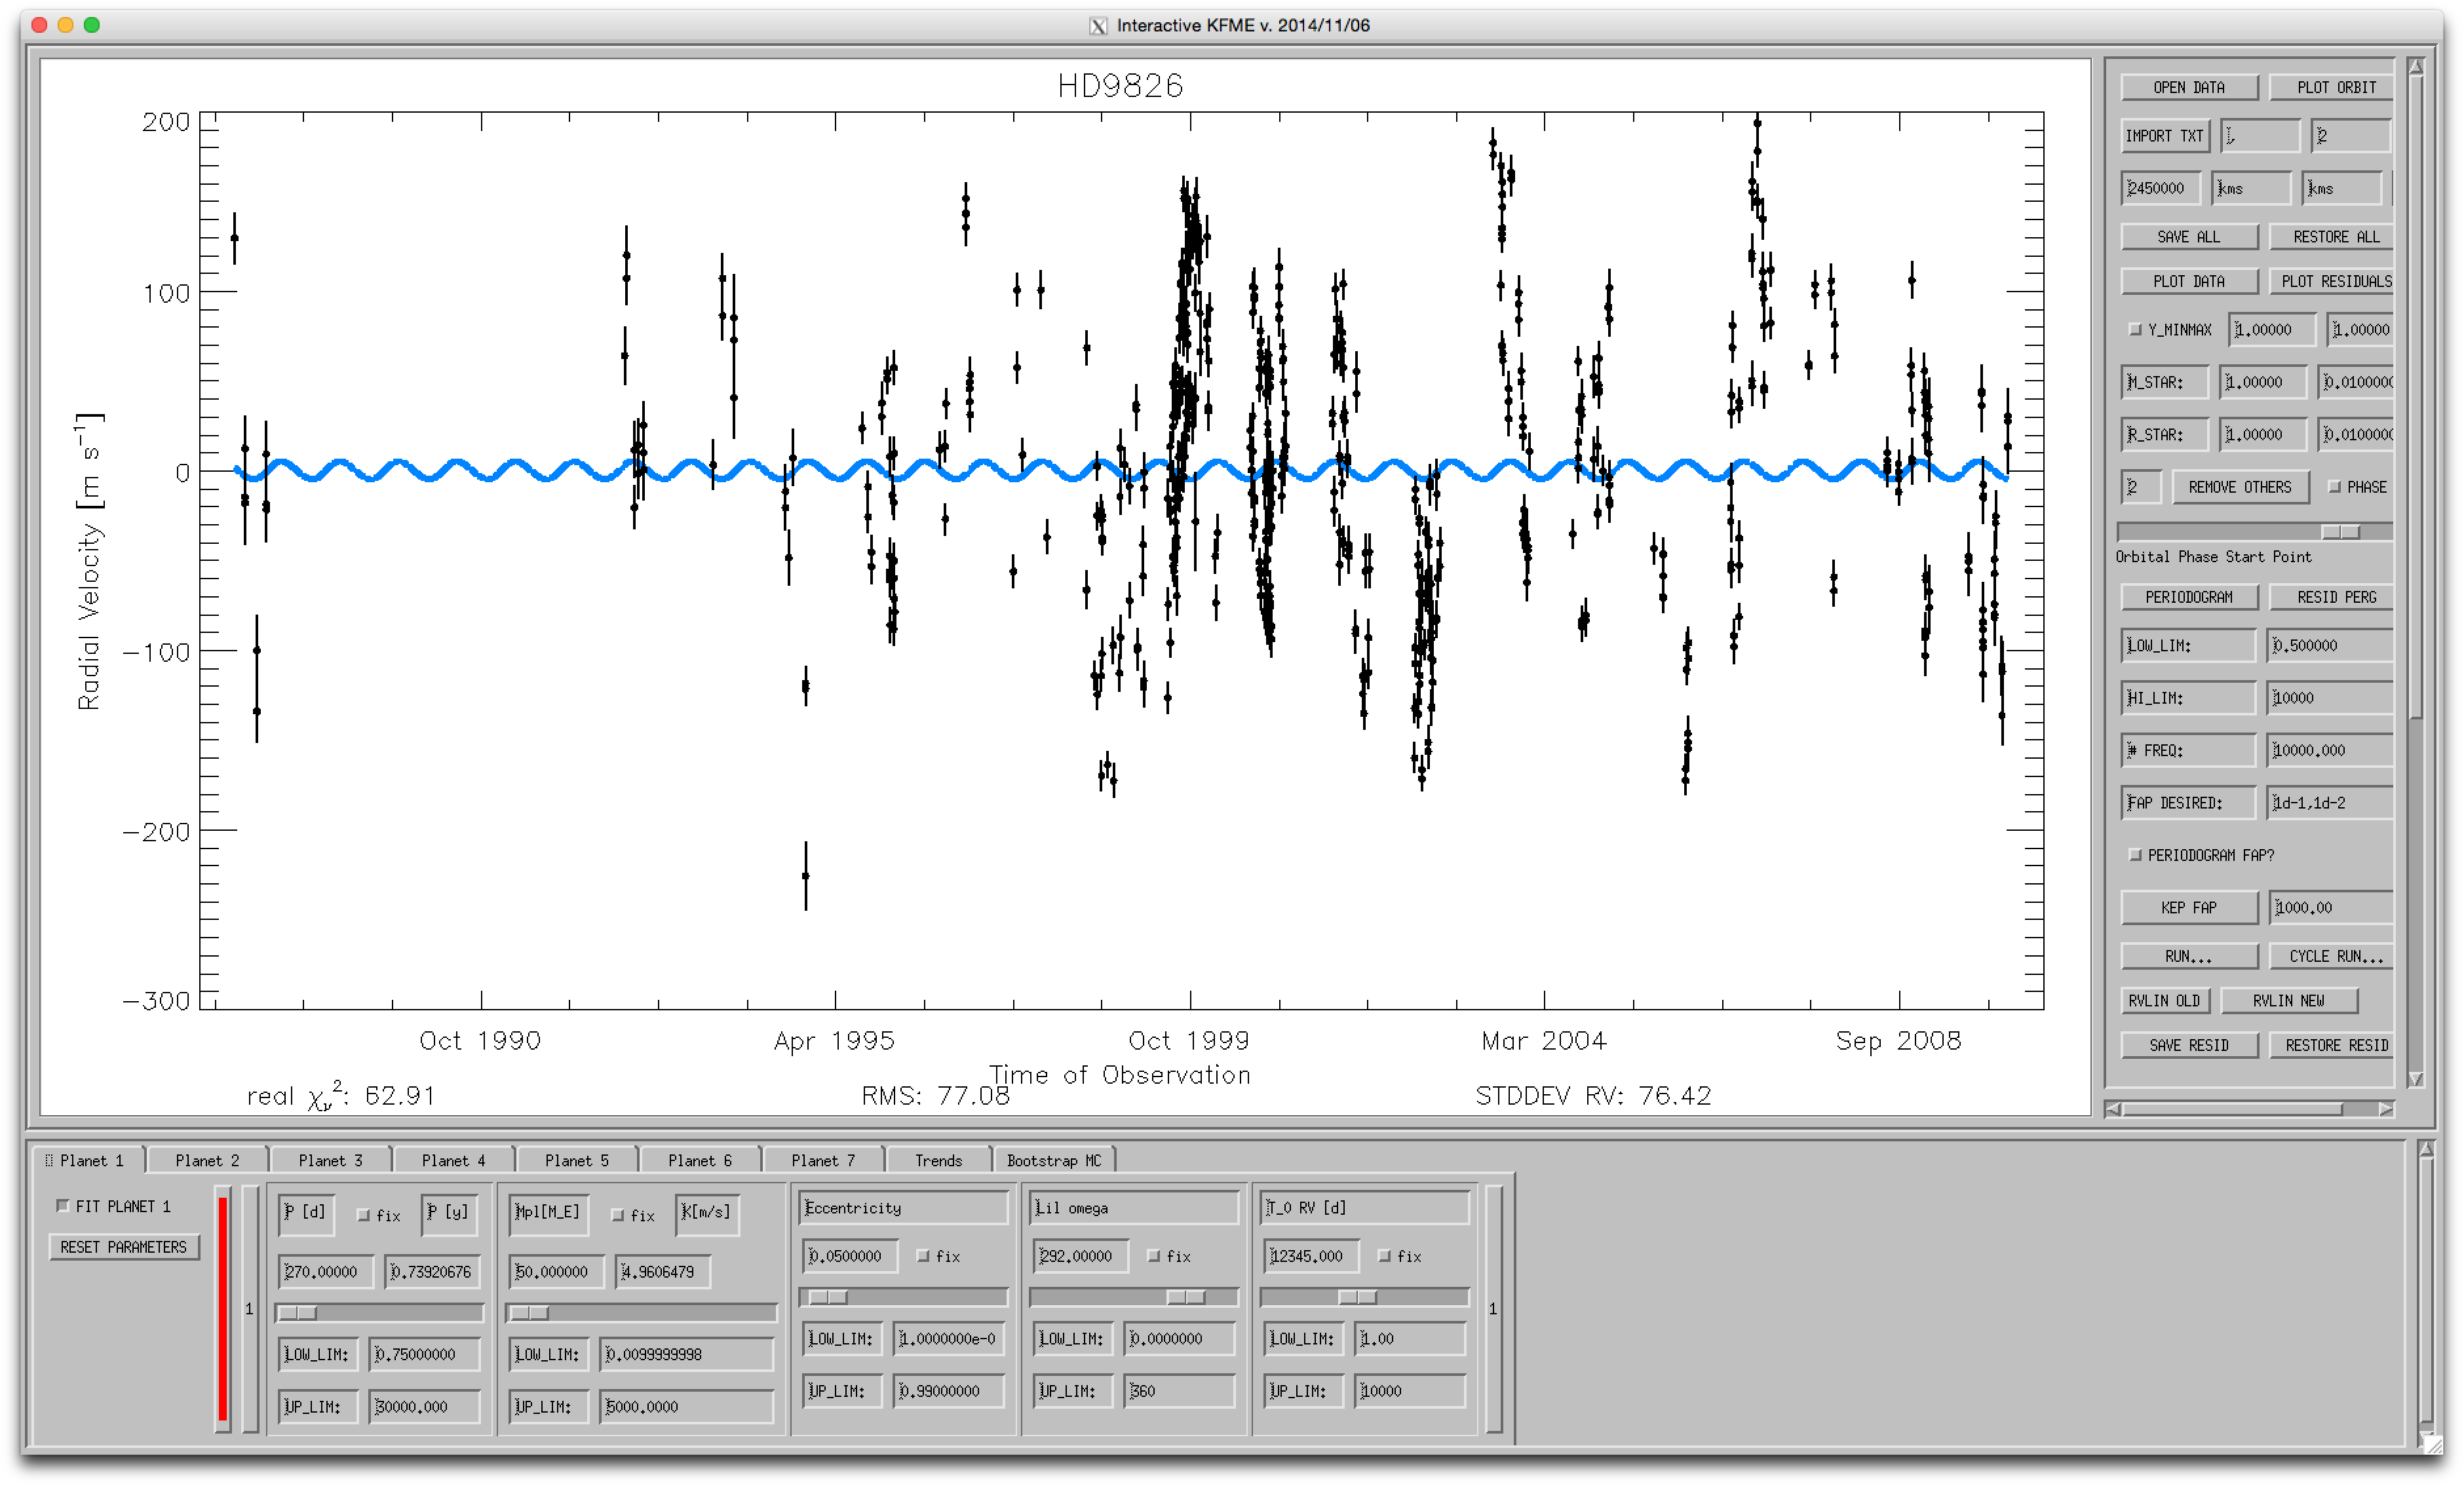 Interactive KFME v. 2014/11/06
HD9826
200
100
0
−100
−200
−300
Radial Velocity [m s⁻¹]
Oct 1990
Apr 1995
Oct 1999
Mar 2004
Sep 2008
Time of Observation
real χν²: 62.91
RMS: 77.08
STDDEV RV: 76.42
OPEN DATA
PLOT ORBIT
IMPORT TXT
2
2450000
kms
kms
SAVE ALL
RESTORE ALL
PLOT DATA
PLOT RESIDUALS
Y_MINMAX
1.00000
1.00000
M_STAR:
1.00000
0.010000
R_STAR:
1.00000
0.010000
2
REMOVE OTHERS
PHASE
Orbital Phase Start Point
PERIODOGRAM
RESID PERG
LOW_LIM:
0.500000
HI_LIM:
10000
# FREQ:
10000.000
FAP DESIRED:
1d-1,1d-2
PERIODOGRAM FAP?
KEP FAP
1000.00
RUN...
CYCLE RUN...
RVLIN OLD
RVLIN NEW
SAVE RESID
RESTORE RESID
Planet 1
Planet 2
Planet 3
Planet 4
Planet 5
Planet 6
Planet 7
Trends
Bootstrap MC
FIT PLANET 1
RESET PARAMETERS
1
P [d]
fix
P [y]
270.00000
0.73920676
LOW_LIM:
0.75000000
UP_LIM:
30000.000
Mpl[M_E]
fix
K[m/s]
50.000000
4.9606479
LOW_LIM:
0.0099999998
UP_LIM:
5000.0000
Eccentricity
0.0500000
fix
LOW_LIM:
1.0000000e-0
UP_LIM:
0.99000000
Lil omega
292.00000
fix
LOW_LIM:
0.0000000
UP_LIM:
360
T_0 RV [d]
12345.000
fix
LOW_LIM:
1.00
UP_LIM:
10000
1